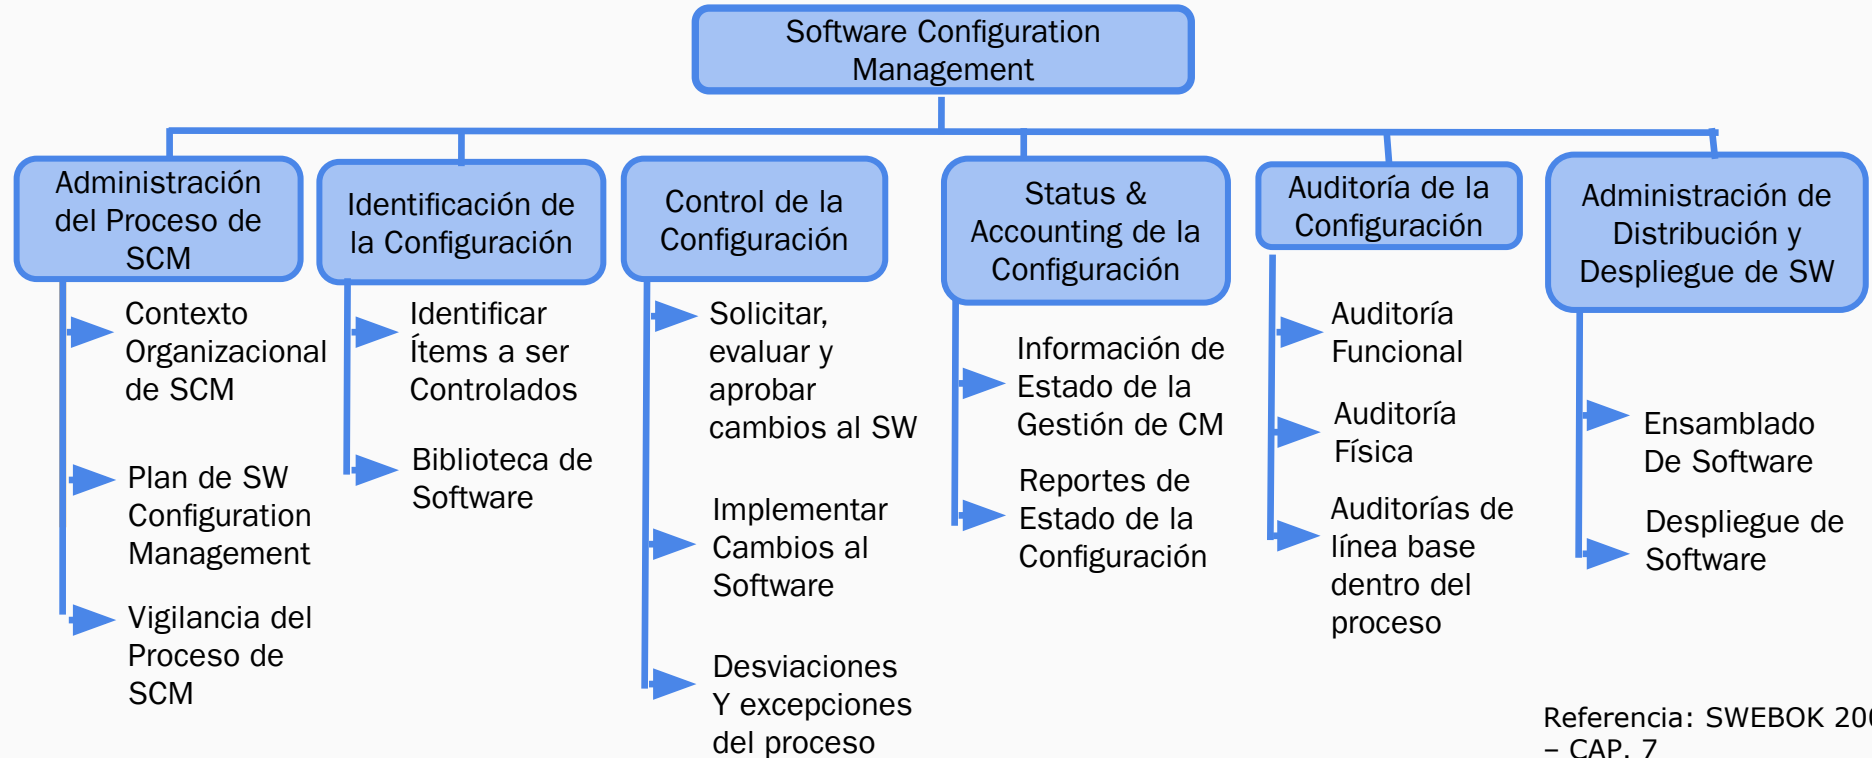 Software Configuration
Management
Administración
del Proceso de
SCM
Contexto
Organizacional
de SCM
Plan de SW
Configuration
Management
Vigilancia del
Proceso de
SCM
Identificación de
la Configuración
Identificar
Ítems a ser
Controlados
Biblioteca de
Software
Control de la
Configuración
Solicitar,
evaluar y
aprobar
cambios al SW
Implementar
Cambios al
Software
Desviaciones
Y excepciones
del proceso
Status &
Accounting de la
Configuración
Información de
Estado de la
Gestión de CM
Reportes de
Estado de la
Configuración
Auditoría de la
Configuración
Auditoría
Funcional
Auditoría
Física
Auditorías de
línea base
dentro del
proceso
Administración de
Distribución y
Despliegue de SW
Ensamblado
De Software
Despliegue de
Software
Referencia: SWEBOK
– CAP. 7